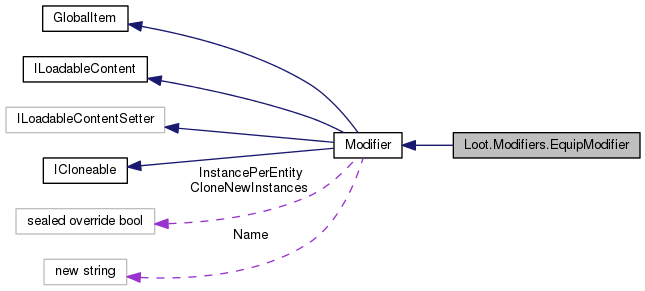 GlobalItem
ILoadableContent
ILoadableContentSetter
Modifier
Loot.Modifiers.EquipModifier
ICloneable
InstancePerEntity
CloneNewInstances
sealed override bool
Name
new string